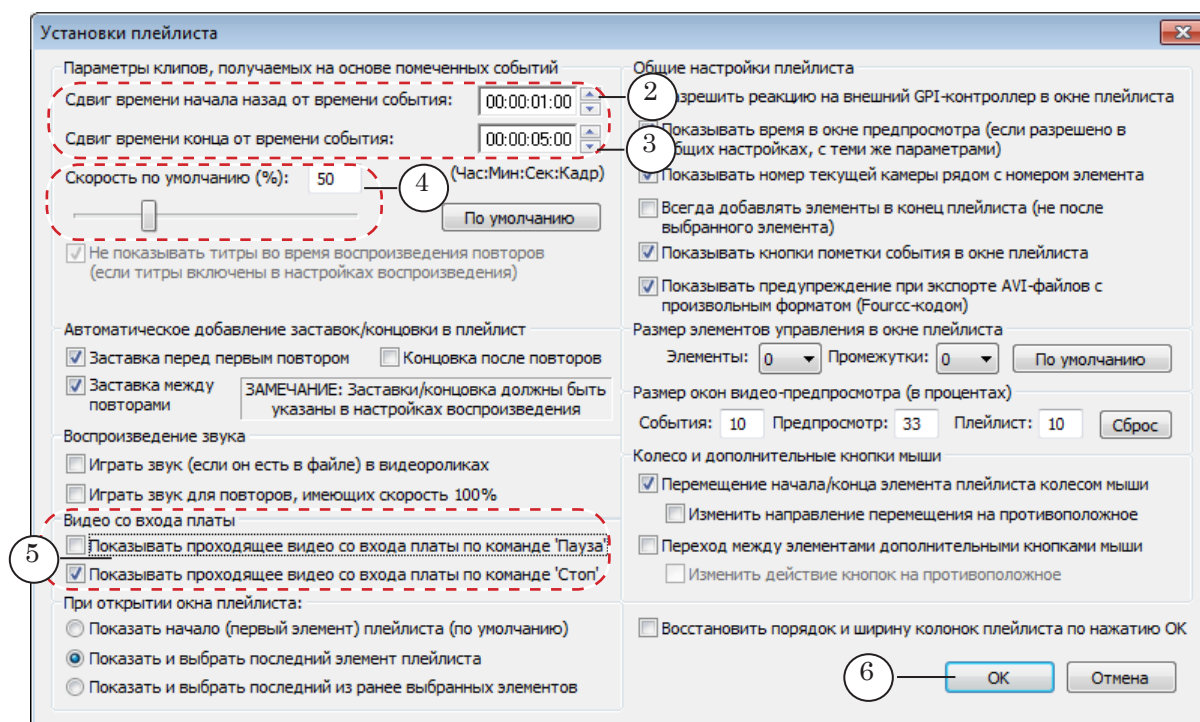 Установки плейлиста
Параметры клипов, получаемых на основе помеченных событий
Сдвиг времени начала назад от времени события:
00:00:01:00
2
Сдвиг времени конца от времени события:
00:00:05:00
3
Скорость по умолчанию (%):
50
4
(Час:Мин:Сек:Кадр)
По умолчанию
Не показывать титры во время воспроизведения повторов
(если титры включены в настройках воспроизведения)
Автоматическое добавление заставок/концовки в плейлист
Заставка перед первым повтором
Концовка после повторов
Заставка между
повторами
ЗАМЕЧАНИЕ: Заставки/концовка должны быть
указаны в настройках воспроизведения
Воспроизведение звука
Играть звук (если он есть в файле) в видеороликах
Играть звук для повторов, имеющих скорость 100%
Видео со входа платы
5
Показывать проходящее видео со входа платы по команде 'Пауза'
Показывать проходящее видео со входа платы по команде 'Стоп'
При открытии окна плейлиста:
Показать начало (первый элемент) плейлиста (по умолчанию)
Показать и выбрать последний элемент плейлиста
Показать и выбрать последний из ранее выбранных элементов
Общие настройки плейлиста
азрешить реакцию на внешний GPI-контроллер в окне плейлиста
Показывать время в окне предпросмотра (если разрешено в
общих настройках, с теми же параметрами)
Показывать номер текущей камеры рядом с номером элемента
Всегда добавлять элементы в конец плейлиста (не после
выбранного элемента)
Показывать кнопки пометки события в окне плейлиста
Показывать предупреждение при экспорте AVI-файлов с
произвольным форматом (Fourcc-кодом)
Размер элементов управления в окне плейлиста
Элементы: 0 Промежутки: 0 По умолчанию
Размер окон видео-предпросмотра (в процентах)
События: 10 Предпросмотр: 33 Плейлист: 10 Сброс
Колесо и дополнительные кнопки мыши
Перемещение начала/конца элемента плейлиста колесом мыши
Изменить направление перемещения на противоположное
Переход между элементами дополнительными кнопками мыши
Изменить действие кнопок на противоположное
Восстановить порядок и ширину колонок плейлиста по нажатию ОК
6
ОК
Отмена